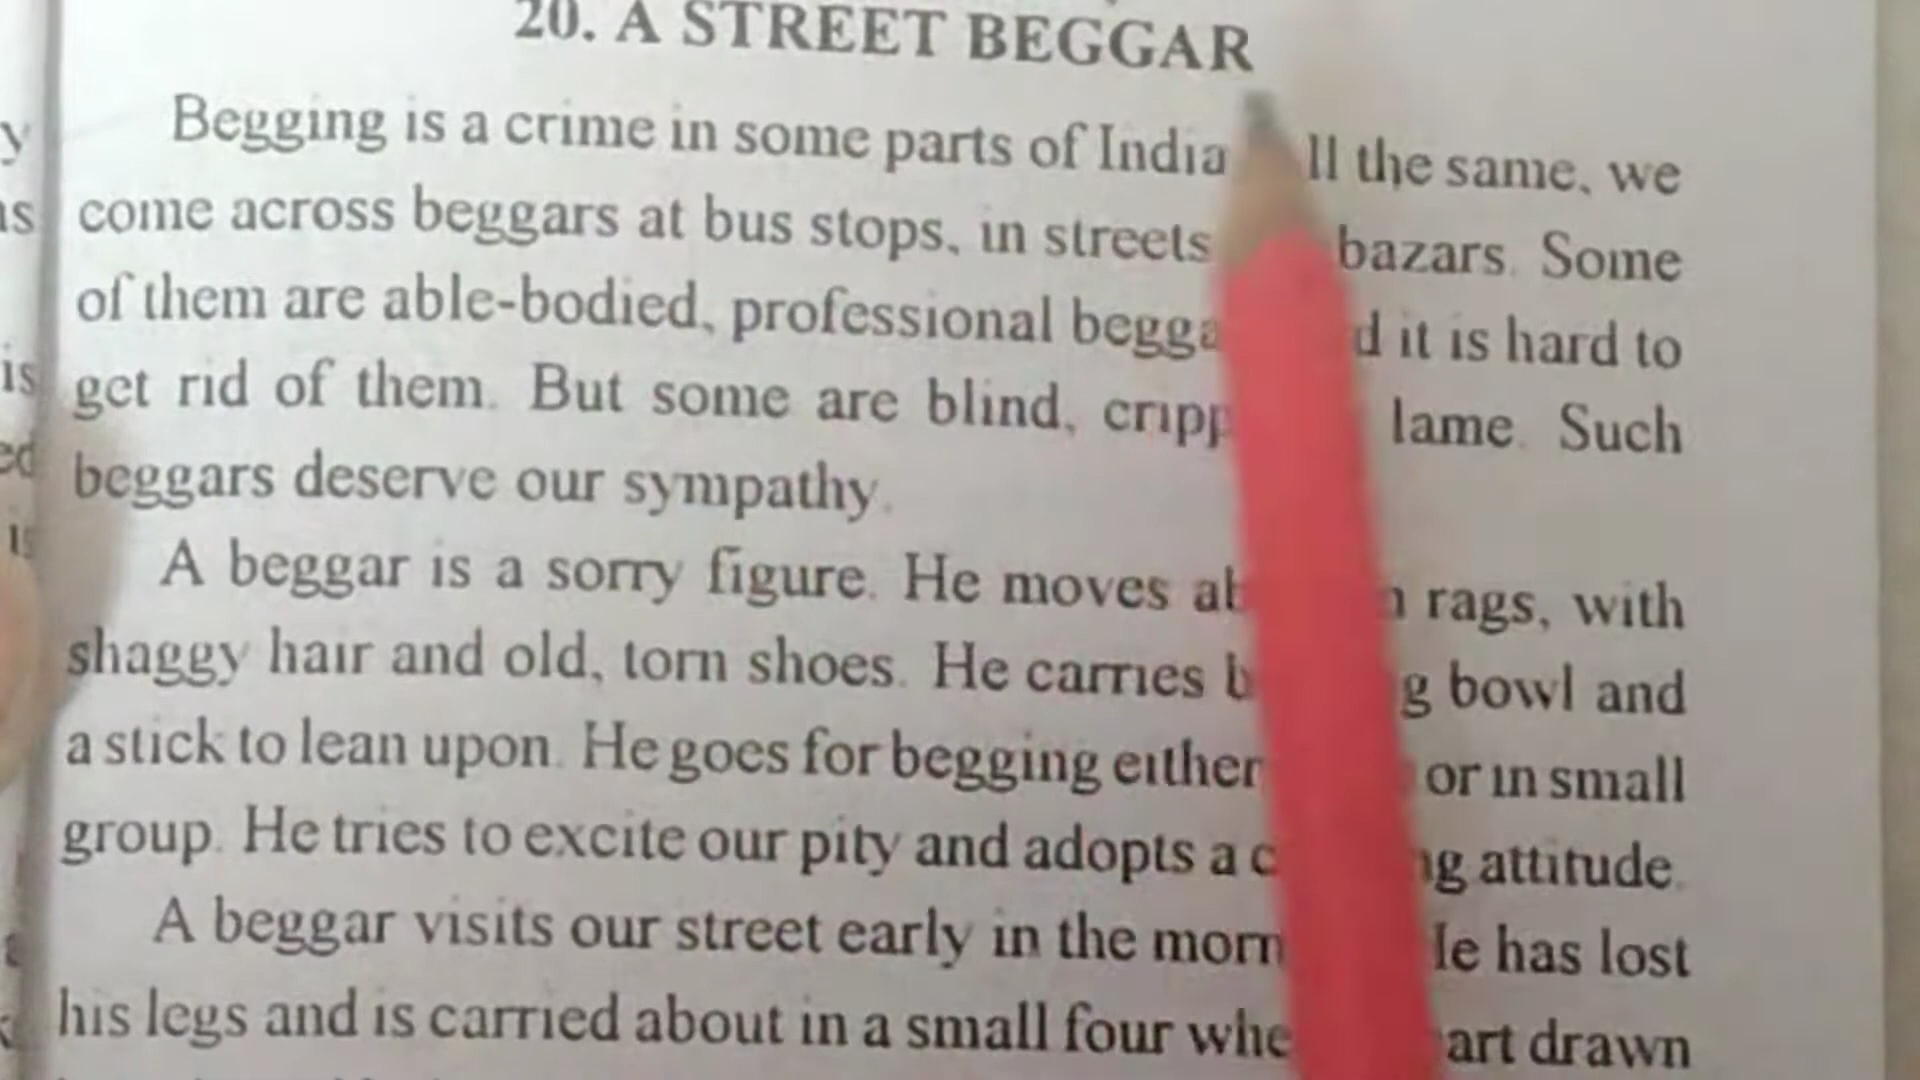 20. A STREET BEGGAR
Begging is a crime in some parts of India ll the same, we
come across beggars at bus stops, in streets bazars. Some
of them are able-bodied, professional begga d it is hard to
get rid of them. But some are blind, cripp lame. Such
beggars deserve our sympathy.
A beggar is a sorry figure. He moves ab n rags, with
shaggy hair and old, torn shoes. He carries b g bowl and
a stick to lean upon. He goes for begging either or in small
group. He tries to excite our pity and adopts a c ng attitude.
A beggar visits our street early in the morn He has lost
his legs and is carried about in a small four whe art drawn